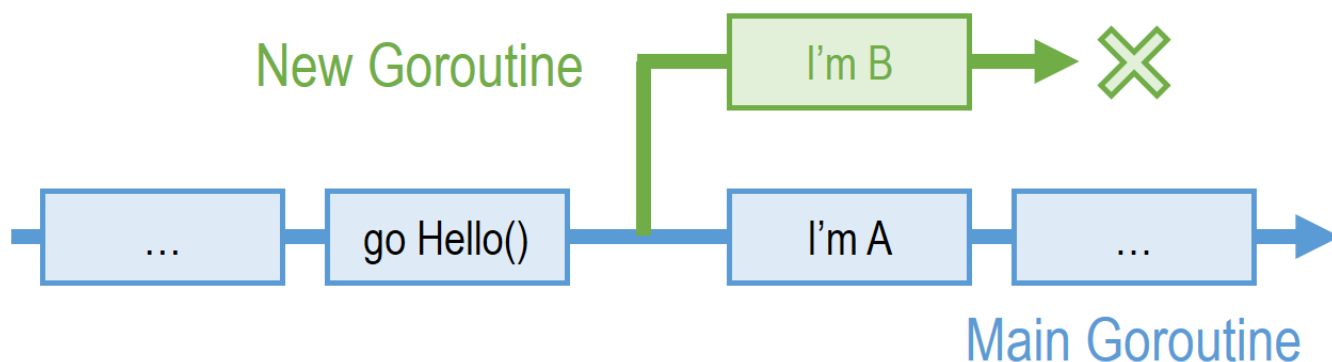 New Goroutine
I’m B
…
go Hello()
I’m A
…
Main Goroutine